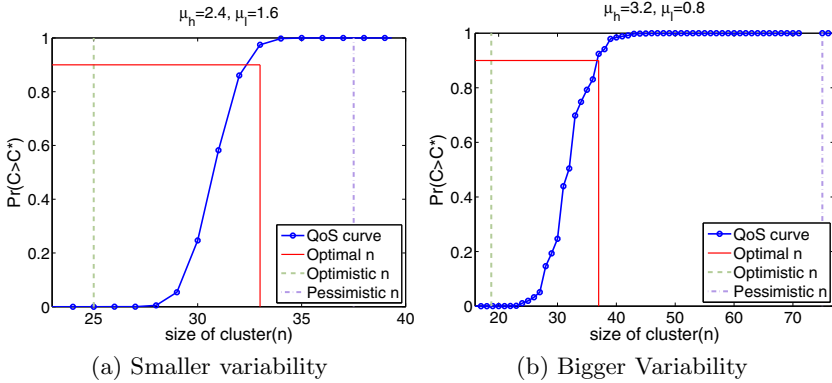 μh=2.4, μl=1.6
Pr(C>C*)
1
0.8
0.6
0.4
0.2
0
QoS curve
Optimal n
Optimistic n
Pessimistic n
25 30 35 40
size of cluster(n)
(a) Smaller variability
μh=3.2, μl=0.8
Pr(C>C*)
1
0.8
0.6
0.4
0.2
0
QoS curve
Optimal n
Optimistic n
Pessimistic n
20 30 40 50 60 70
size of cluster(n)
(b) Bigger Variability